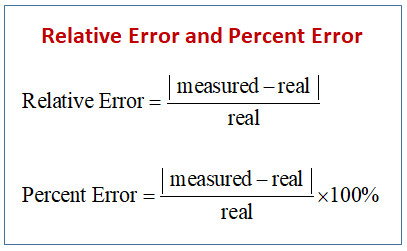 Relative Error and Percent Error
Relative Error = | measured – real | / real
Percent Error = | measured – real | / real ×100%